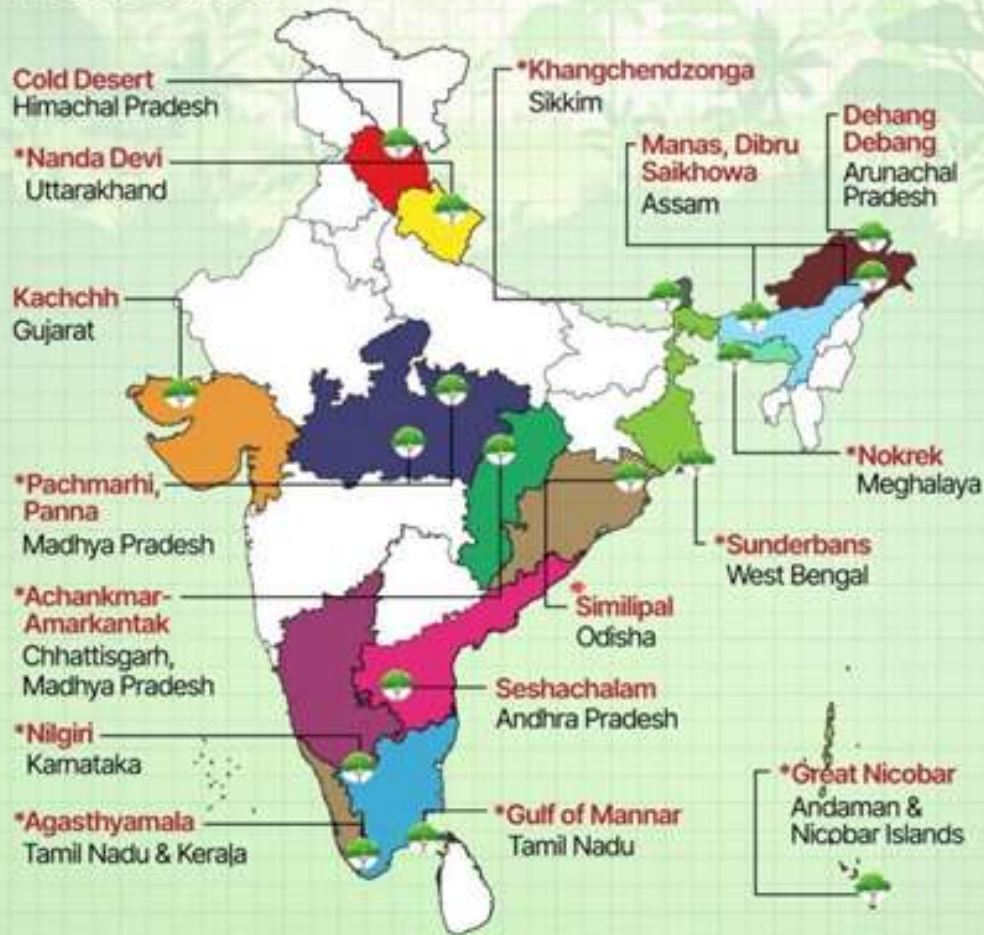 Cold Desert
Himachal Pradesh
*Nanda Devi
Uttarakhand
Kachchh
Gujarat
*Pachmarhi,
Panna
Madhya Pradesh
*Achankmar-
Amarkantak
Chhattisgarh,
Madhya Pradesh
*Nilgiri
Karnataka
*Agasthyamala
Tamil Nadu & Kerala
*Khangchendzonga
Sikkim
Manas, Dibru
Saikhowa
Assam
Dehang
Debang
Arunachal
Pradesh
*Nokrek
Meghalaya
*Sunderbans
West Bengal
*Similipal
Odisha
Seshachalam
Andhra Pradesh
*Gulf of Mannar
Tamil Nadu
*Great Nicobar
Andaman &
Nicobar Islands